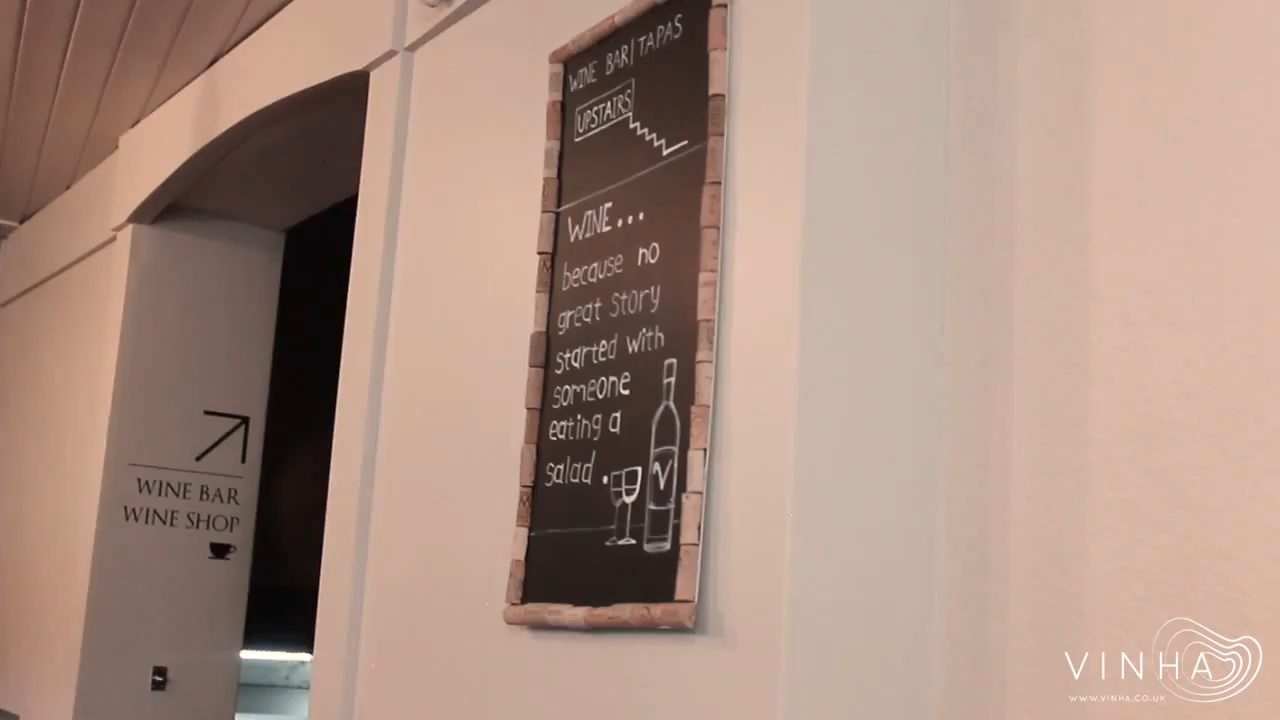 WINE BAR | TAPAS
UPSTAIRS
WINE...
because no
great story
started with
someone
eating a
salad.
V
WINE BAR
WINE SHOP
VINHA
WWW.VINHA.CO.UK